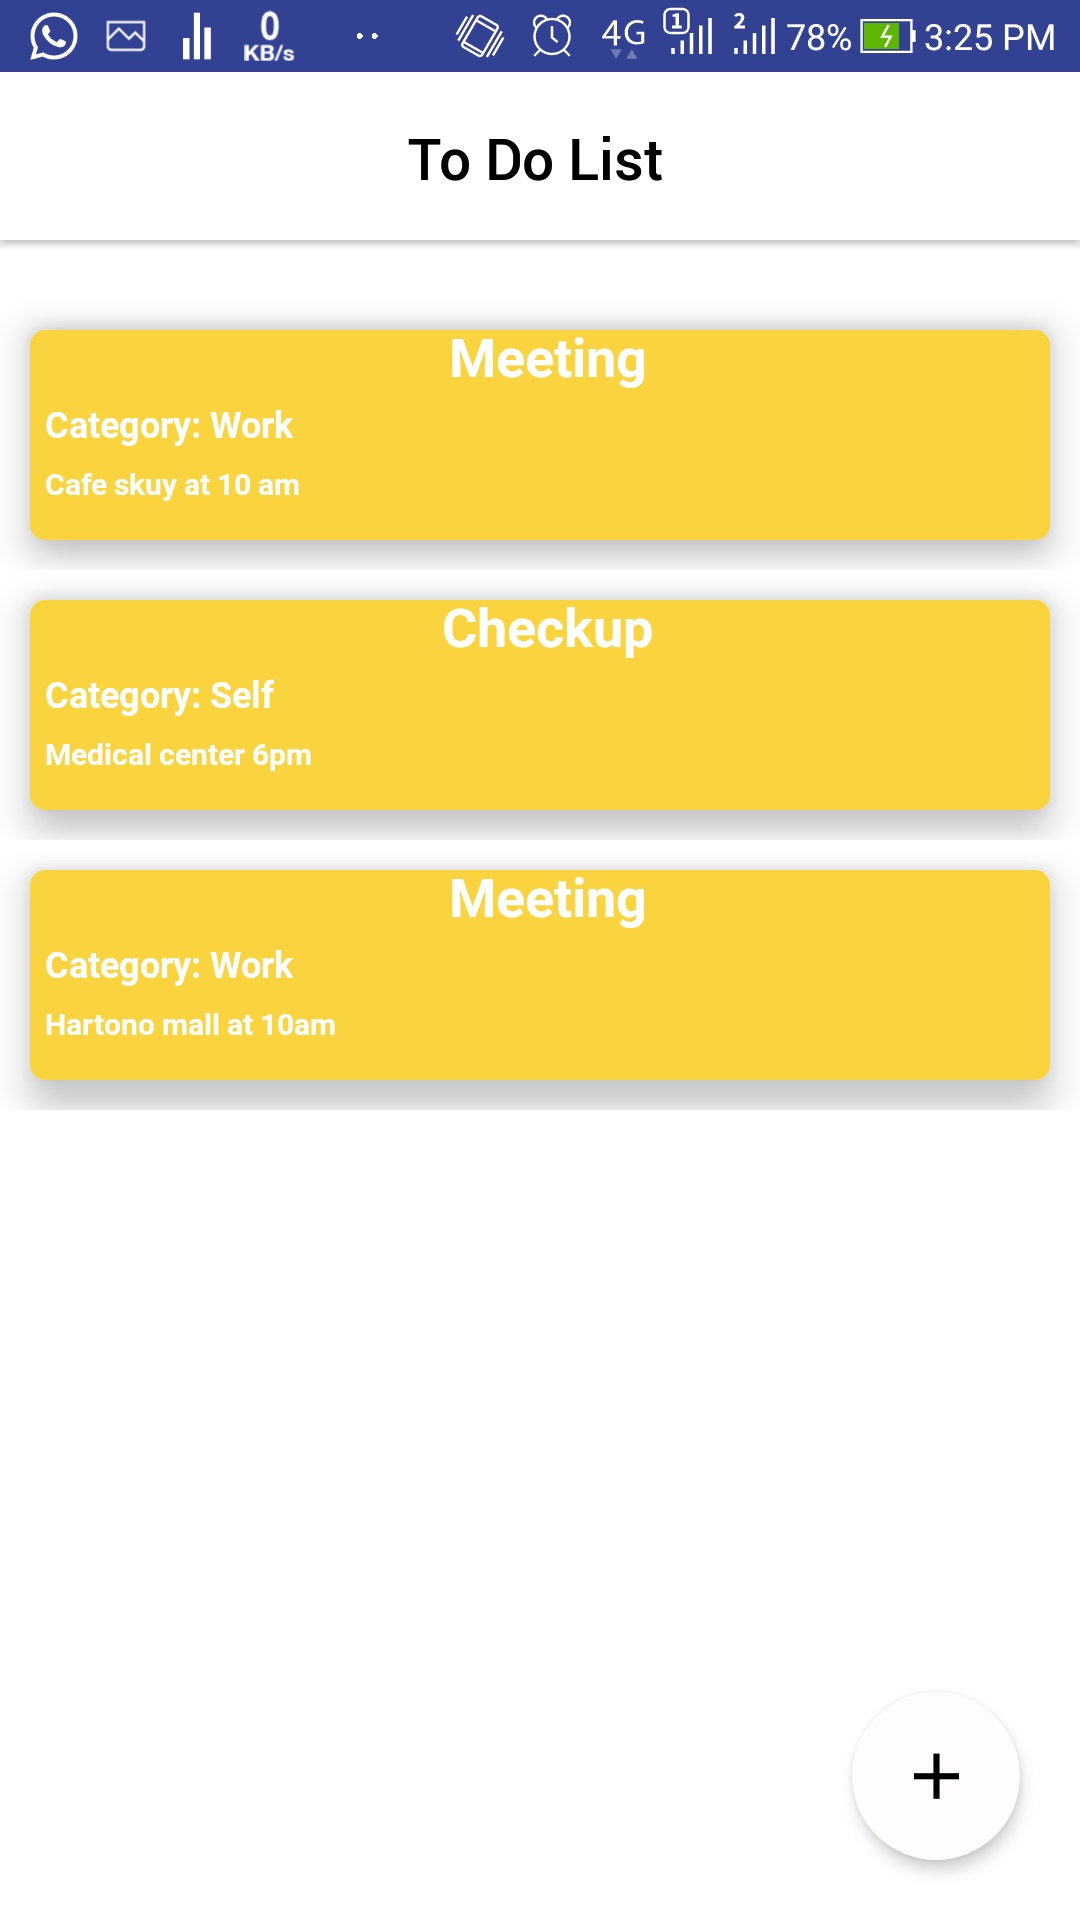 0 KB/s 4G 1 2 78% 3:25 PM
To Do List
Meeting
Category: Work
Cafe skuy at 10 am
Checkup
Category: Self
Medical center 6pm
Meeting
Category: Work
Hartono mall at 10am